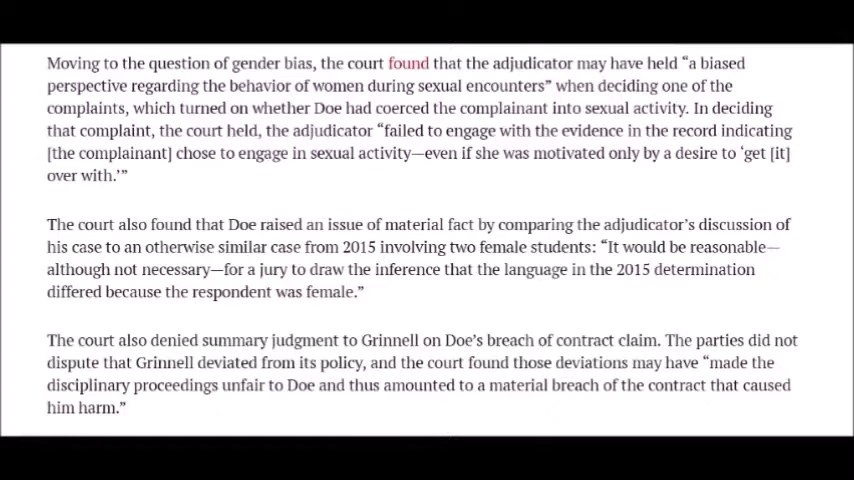 Moving to the question of gender bias, the court found that the adjudicator may have held “a biased
perspective regarding the behavior of women during sexual encounters” when deciding one of the
complaints, which turned on whether Doe had coerced the complainant into sexual activity. In deciding
that complaint, the court held, the adjudicator “failed to engage with the evidence in the record indicating
[the complainant] chose to engage in sexual activity—even if she was motivated only by a desire to ‘get [it]
over with.’”
The court also found that Doe raised an issue of material fact by comparing the adjudicator’s discussion of
his case to an otherwise similar case from 2015 involving two female students: “It would be reasonable—
although not necessary—for a jury to draw the inference that the language in the 2015 determination
differed because the respondent was female.”
The court also denied summary judgment to Grinnell on Doe’s breach of contract claim. The parties did not
dispute that Grinnell deviated from its policy, and the court found those deviations may have “made the
disciplinary proceedings unfair to Doe and thus amounted to a material breach of the contract that caused
him harm.”